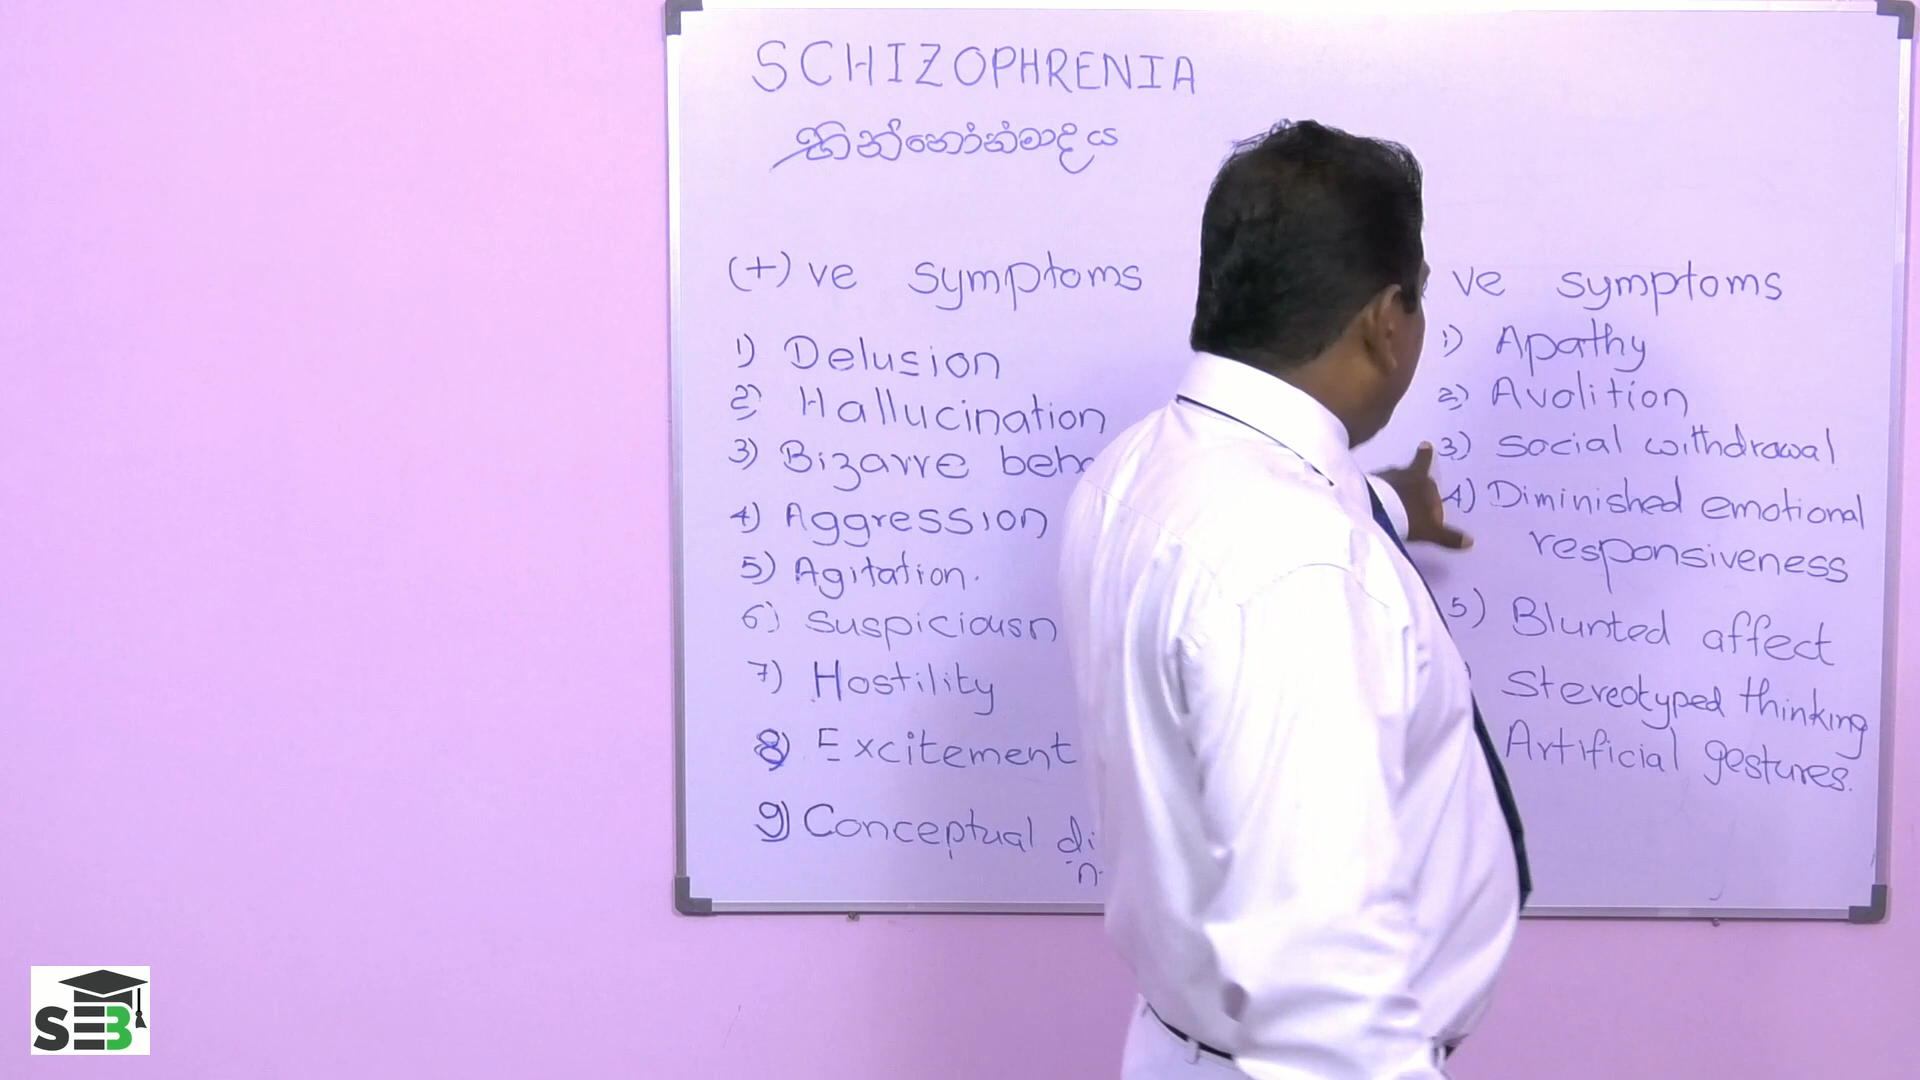 SCHIZOPHRENIA
භින්නෝන්මාදිය
(+) ve symptoms
1) Delusion
2) Hallucination
3) Bizarre
4) Aggression
5) Agitation.
6)
7) Hostility
8) Excitement
9) Conceptual
ve symptoms
1) Apathy
2) Avolition
3) Social withdrawal
4) Diminished emotional
responsiveness
5) Blunted affect
Stereotyped thinking
Artificial gestures.
SEB